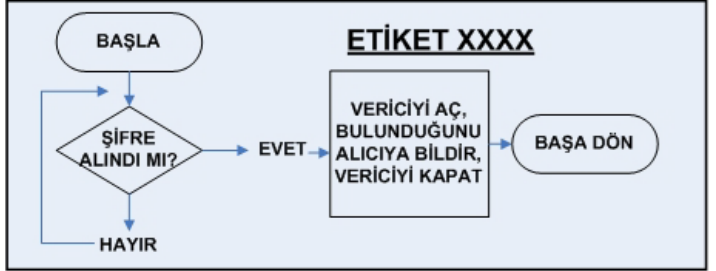 BAŞLA
ETİKET XXXX
ŞİFRE
ALINDI MI?
EVET
VERİCİYİ AÇ,
BULUNDUĞUNU
ALICIYA BİLDİR,
VERİCİYİ KAPAT
BAŞA DÖN
HAYIR